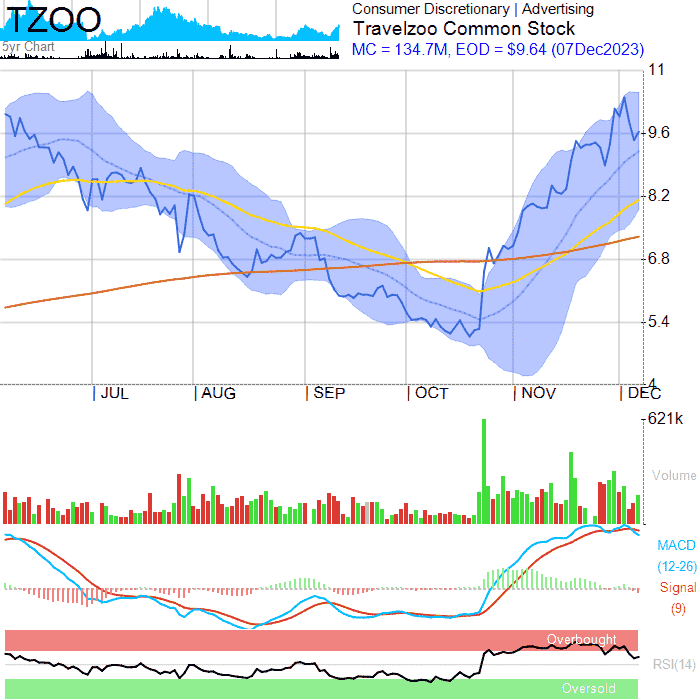 TZOO
5yr Chart
Consumer Discretionary | Advertising
Travelzoo Common Stock
MC = 134.7M, EOD = $9.64 (07Dec2023)
11
9.6
8.2
6.8
5.4
4
JUL AUG SEP OCT NOV DEC
621k
Volume
MACD
(12-26)
Signal
(9)
Overbought
RSI(14)
Oversold